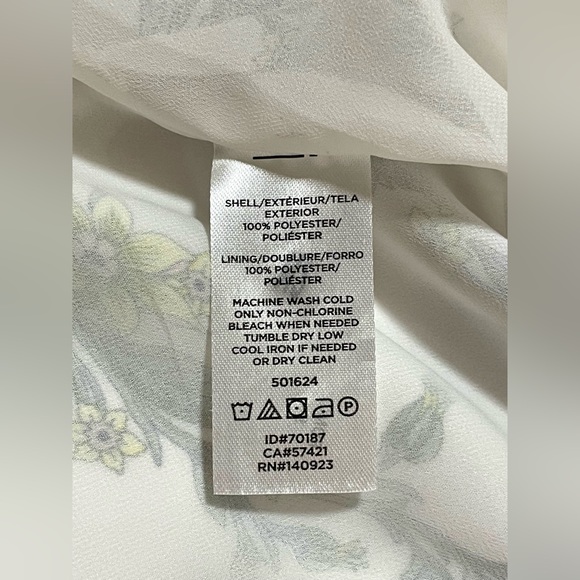 SHELL/EXTÉRIEUR/TELA
EXTERIOR
100% POLYESTER/
POLIÉSTER
LINING/DOUBLURE/FORRO
100% POLYESTER/
POLIÉSTER
MACHINE WASH COLD
ONLY NON-CHLORINE
BLEACH WHEN NEEDED
TUMBLE DRY LOW
COOL IRON IF NEEDED
OR DRY CLEAN
501624
P
ID#70187
CA#57421
RN#140923